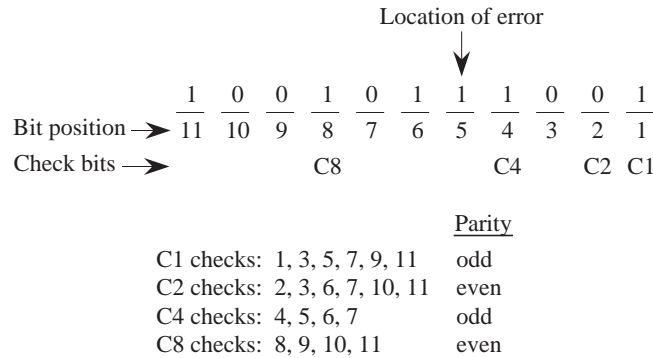 Location of error
1 0 0 1 0 1 1 1 0 0 1
Bit position 11 10 9 8 7 6 5 4 3 2 1
Check bits C8 C4 C2 C1
Parity
C1 checks: 1, 3, 5, 7, 9, 11 odd
C2 checks: 2, 3, 6, 7, 10, 11 even
C4 checks: 4, 5, 6, 7 odd
C8 checks: 8, 9, 10, 11 even